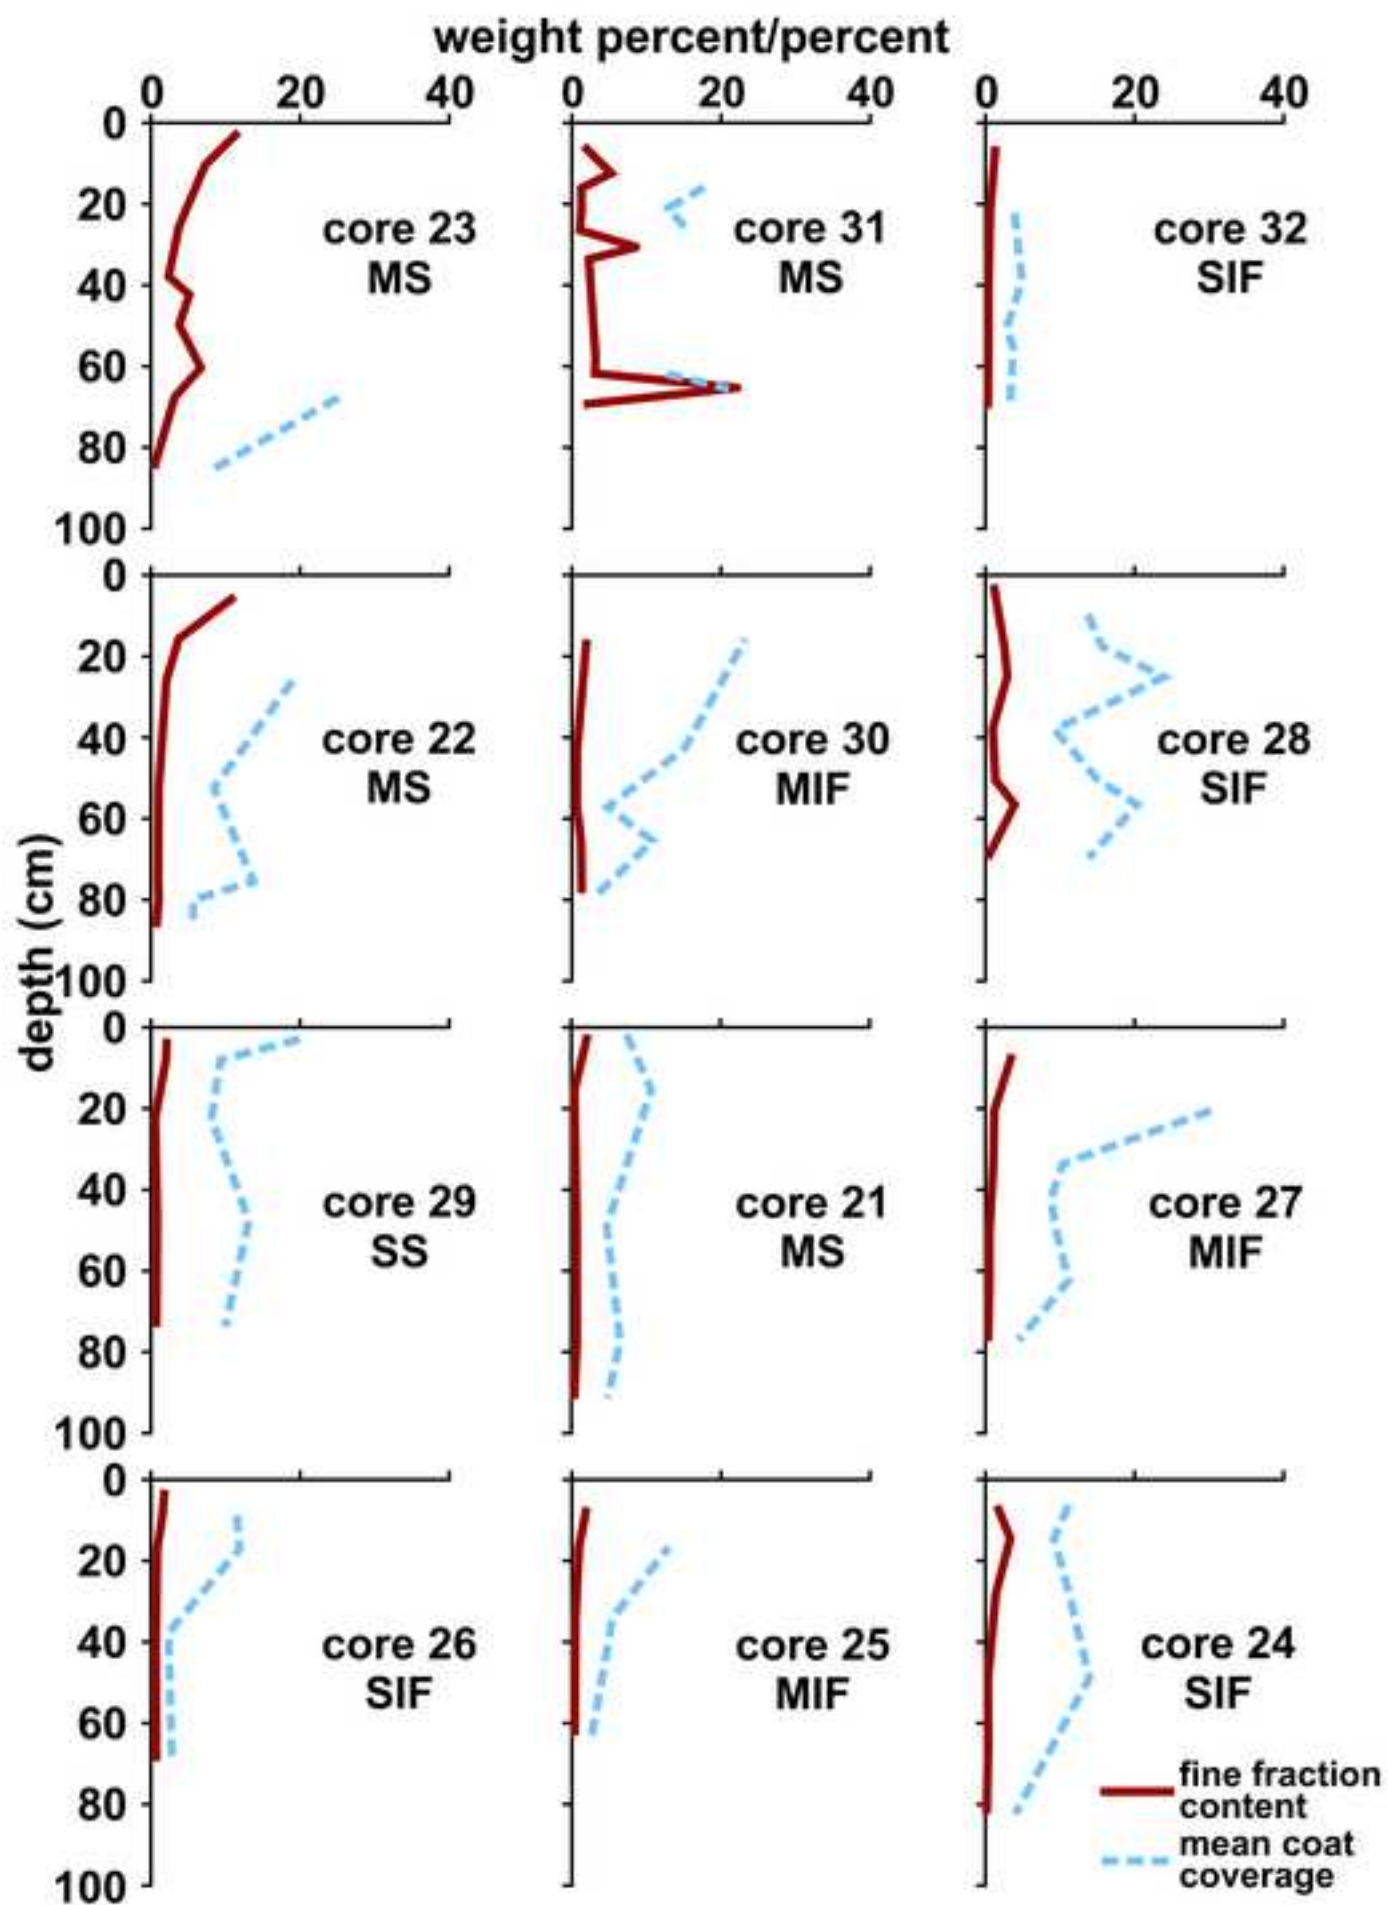 weight percent/percent
0 20 40 0 20 40 0 20 40
0
20
40
60
80
100
core 23
MS
core 31
MS
core 32
SIF
0
20
40
60
80
100
core 22
MS
core 30
MIF
core 28
SIF
depth (cm)
0
20
40
60
80
100
core 29
SS
core 21
MS
core 27
MIF
0
20
40
60
80
100
core 26
SIF
core 25
MIF
core 24
SIF
fine fraction
content
mean coat
coverage